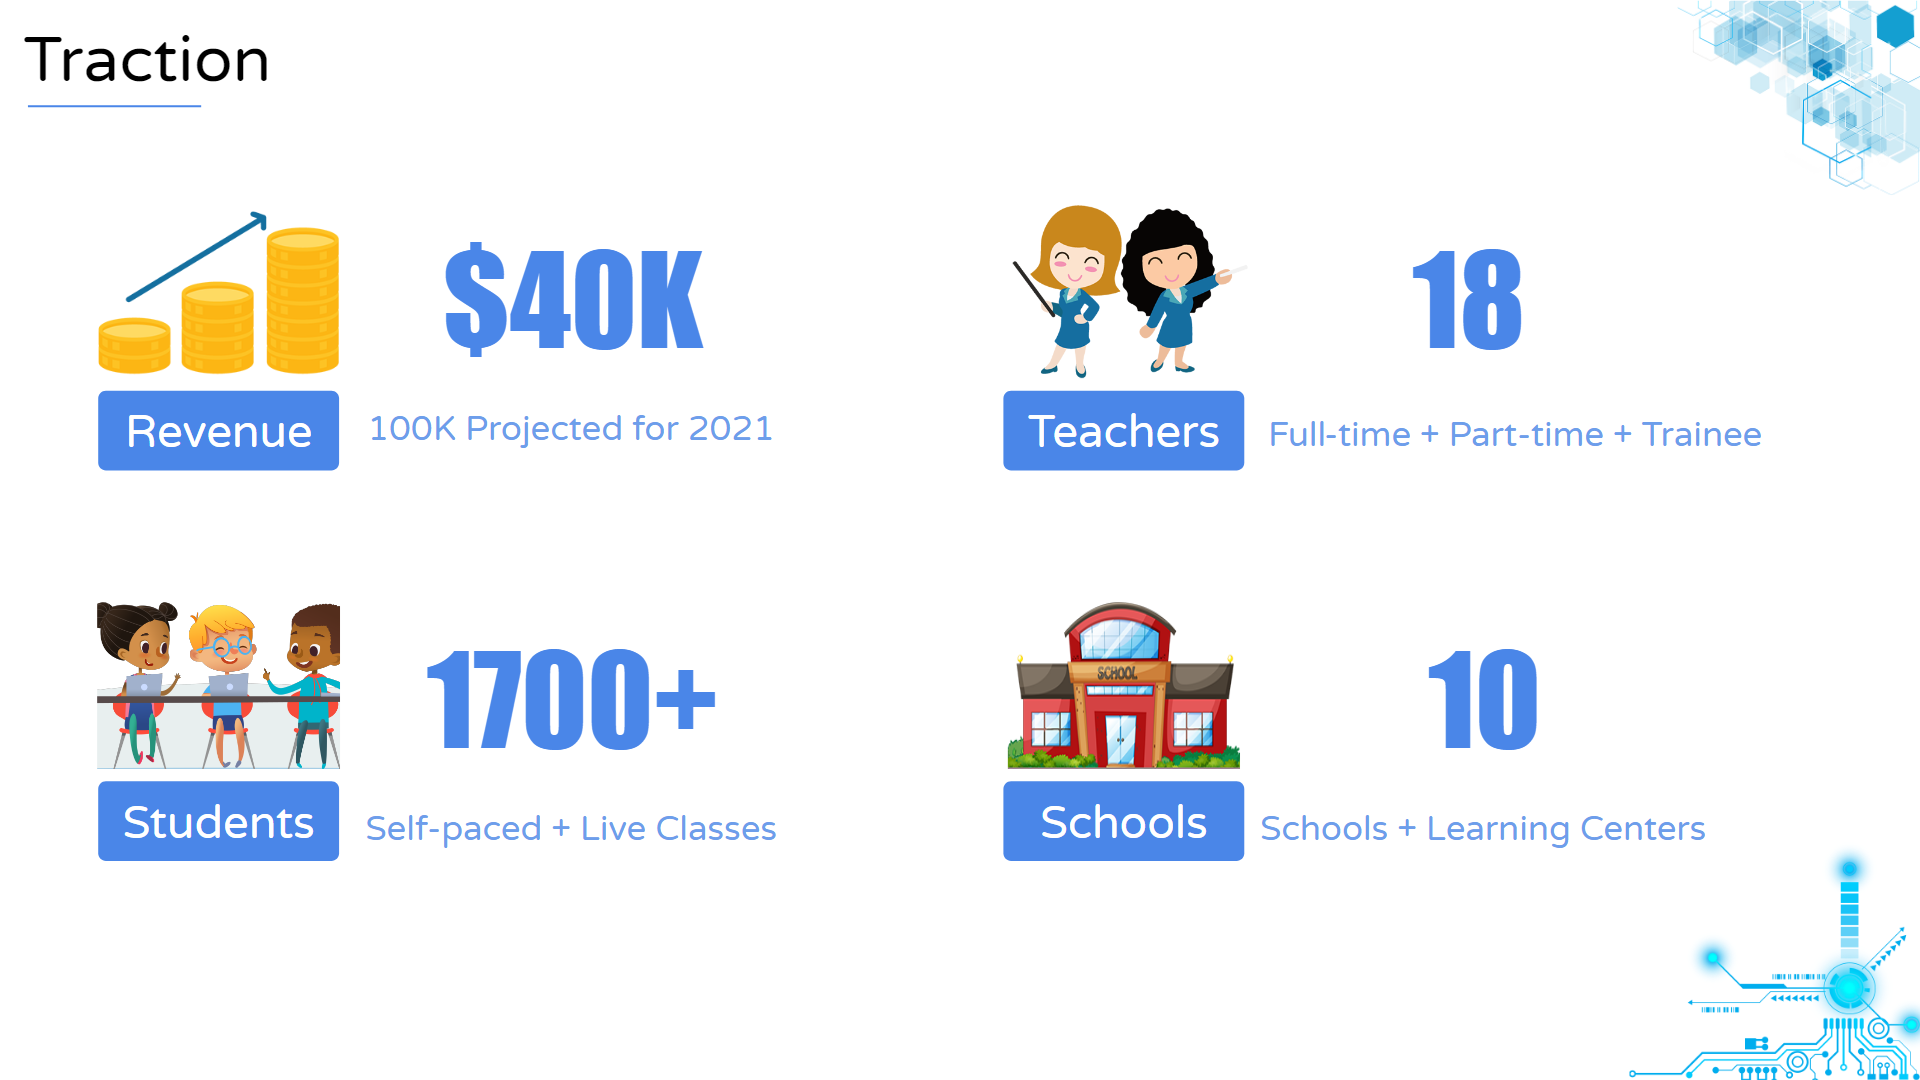 Traction
$40K
Revenue
100K Projected for 2021
18
Teachers
Full-time + Part-time + Trainee
1700+
Students
Self-paced + Live Classes
SCHOOL
10
Schools
Schools + Learning Centers